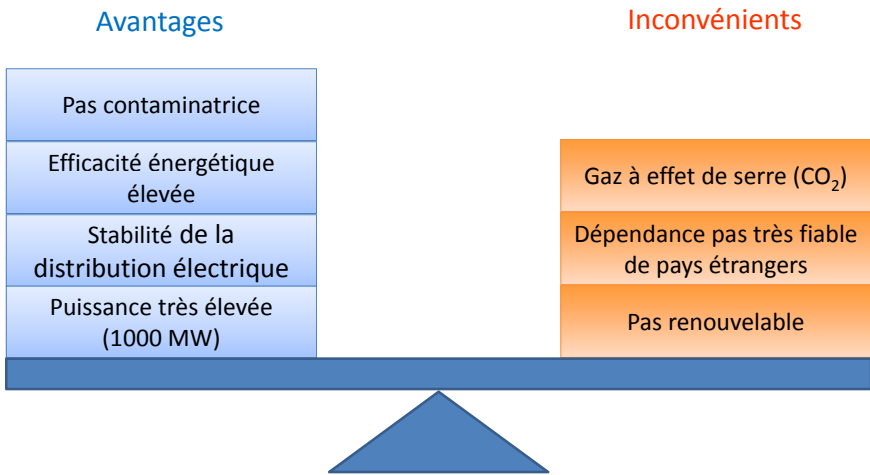 Avantages
Inconvénients
Pas contaminatrice
Efficacité énergétique
élevée
Stabilité de la
distribution électrique
Puissance très élevée
(1000 MW)
Gaz à effet de serre (CO₂)
Dépendance pas très fiable
de pays étrangers
Pas renouvelable